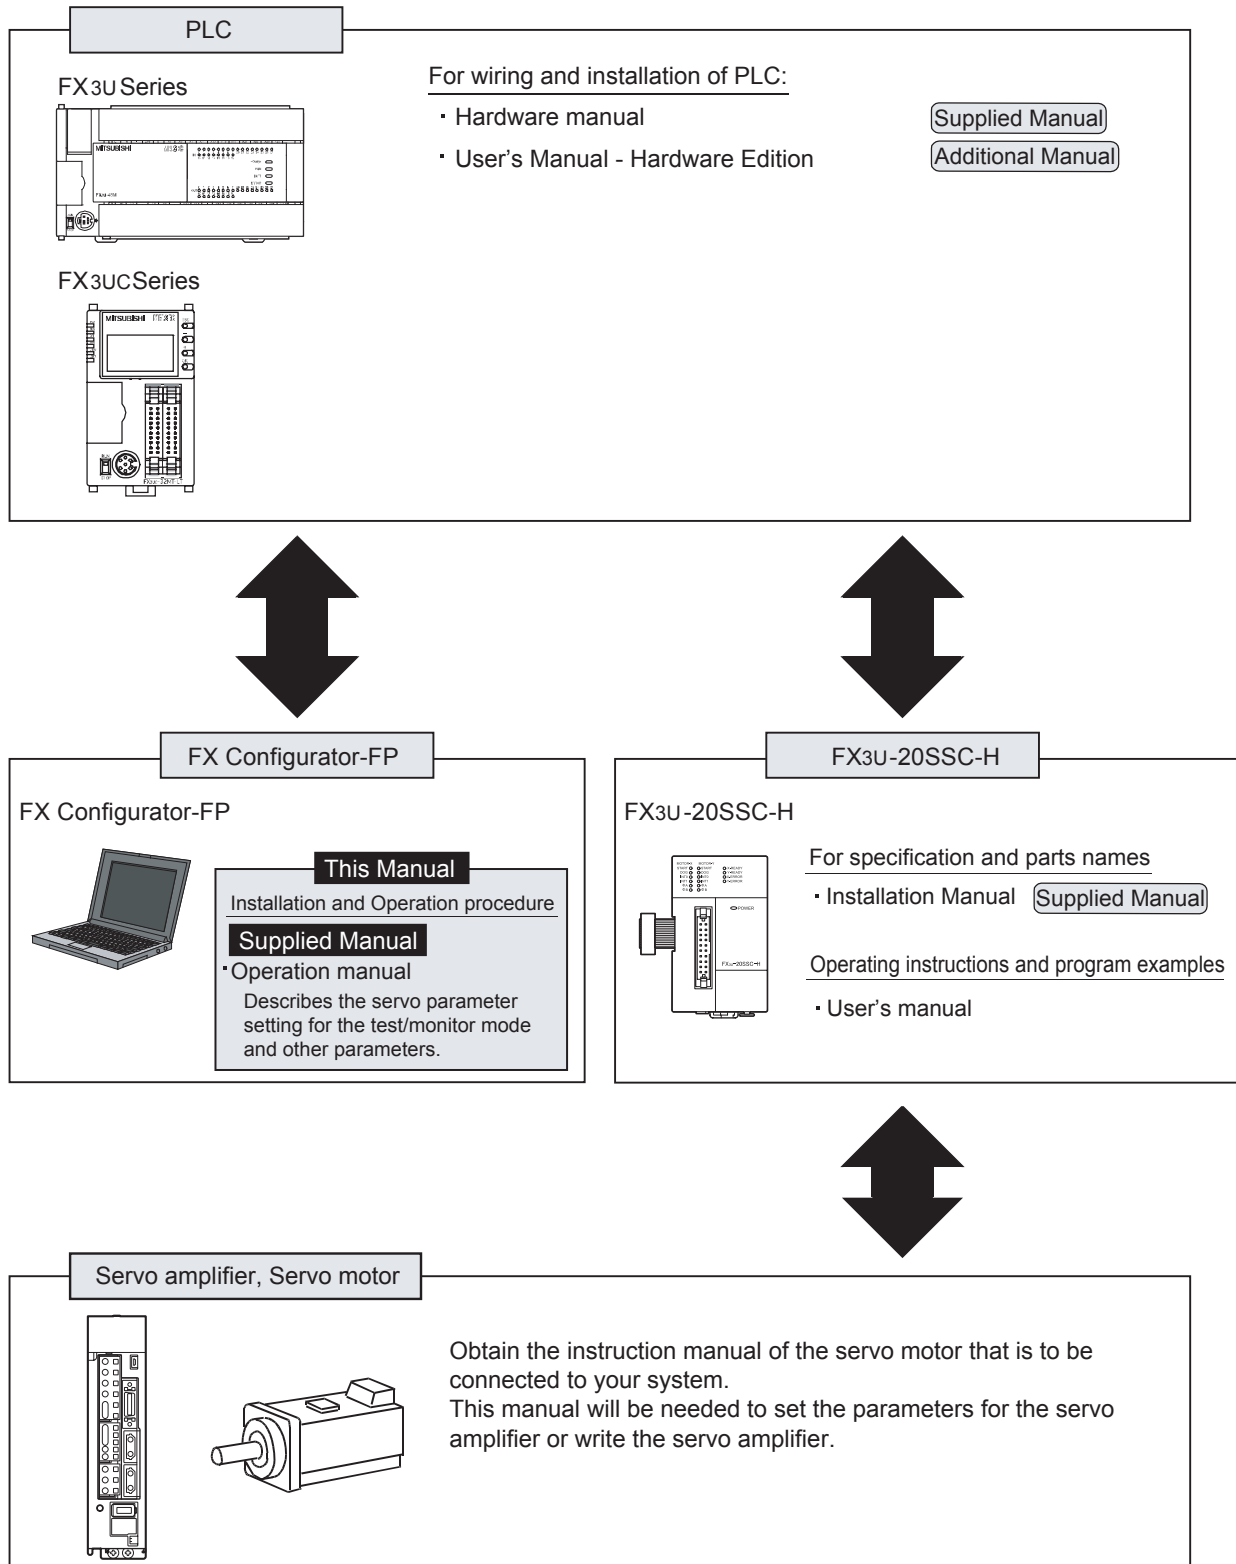 PLC
FX3U Series
For wiring and installation of PLC:
· Hardware manual
Supplied Manual
· User's Manual - Hardware Edition
Additional Manual
MITSUBISHI
FX3UC Series
MITSUBISHI
FX Configurator-FP
FX Configurator-FP
This Manual
Installation and Operation procedure
Supplied Manual
· Operation manual
Describes the servo parameter
setting for the test/monitor mode
and other parameters.
FX3U-20SSC-H
FX3U-20SSC-H
POWER
FX3U-20SSC-H
For specification and parts names
· Installation Manual
Supplied Manual
Operating instructions and program examples
· User's manual
Servo amplifier, Servo motor
Obtain the instruction manual of the servo motor that is to be
connected to your system.
This manual will be needed to set the parameters for the servo
amplifier or write the servo amplifier.